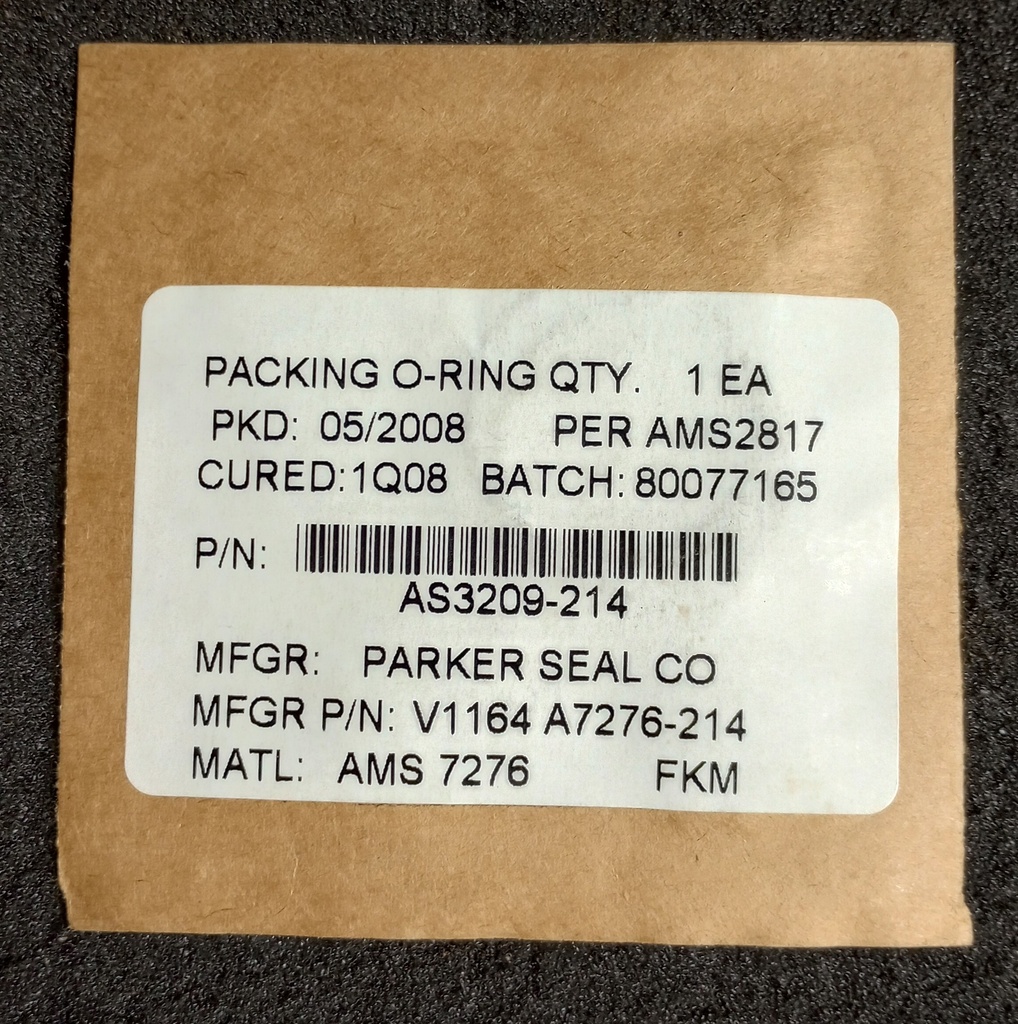 PACKING O-RING QTY. 1 EA
PKD: 05/2008 PER AMS2817
CURED:1Q08 BATCH: 80077165
P/N:
AS3209-214
MFGR: PARKER SEAL CO
MFGR P/N: V1164 A7276-214
MATL: AMS 7276 FKM